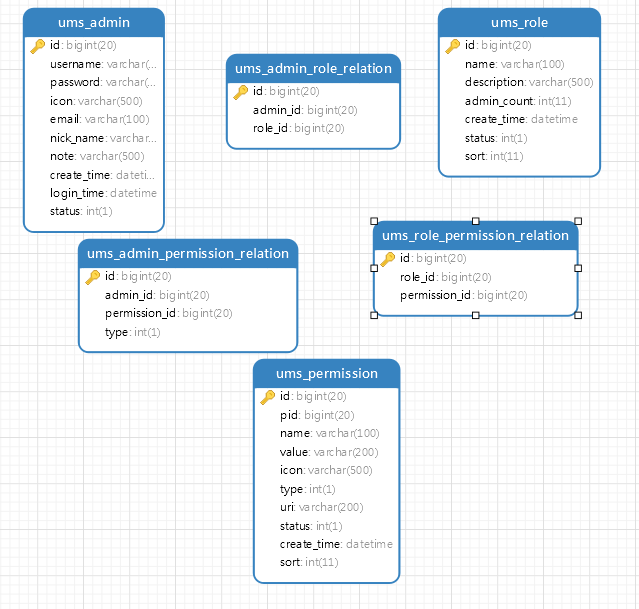 ums_admin
id: bigint(20)
username: varchar(...
password: varchar(...
icon: varchar(500)
email: varchar(100)
nick_name: varchar...
note: varchar(500)
create_time: dateti...
login_time: datetime
status: int(1)
ums_admin_role_relation
id: bigint(20)
admin_id: bigint(20)
role_id: bigint(20)
ums_role
id: bigint(20)
name: varchar(100)
description: varchar(500)
admin_count: int(11)
create_time: datetime
status: int(1)
sort: int(11)
ums_admin_permission_relation
id: bigint(20)
admin_id: bigint(20)
permission_id: bigint(20)
type: int(1)
ums_role_permission_relation
id: bigint(20)
role_id: bigint(20)
permission_id: bigint(20)
ums_permission
id: bigint(20)
pid: bigint(20)
name: varchar(100)
value: varchar(200)
icon: varchar(500)
type: int(1)
uri: varchar(200)
status: int(1)
create_time: datetime
sort: int(11)